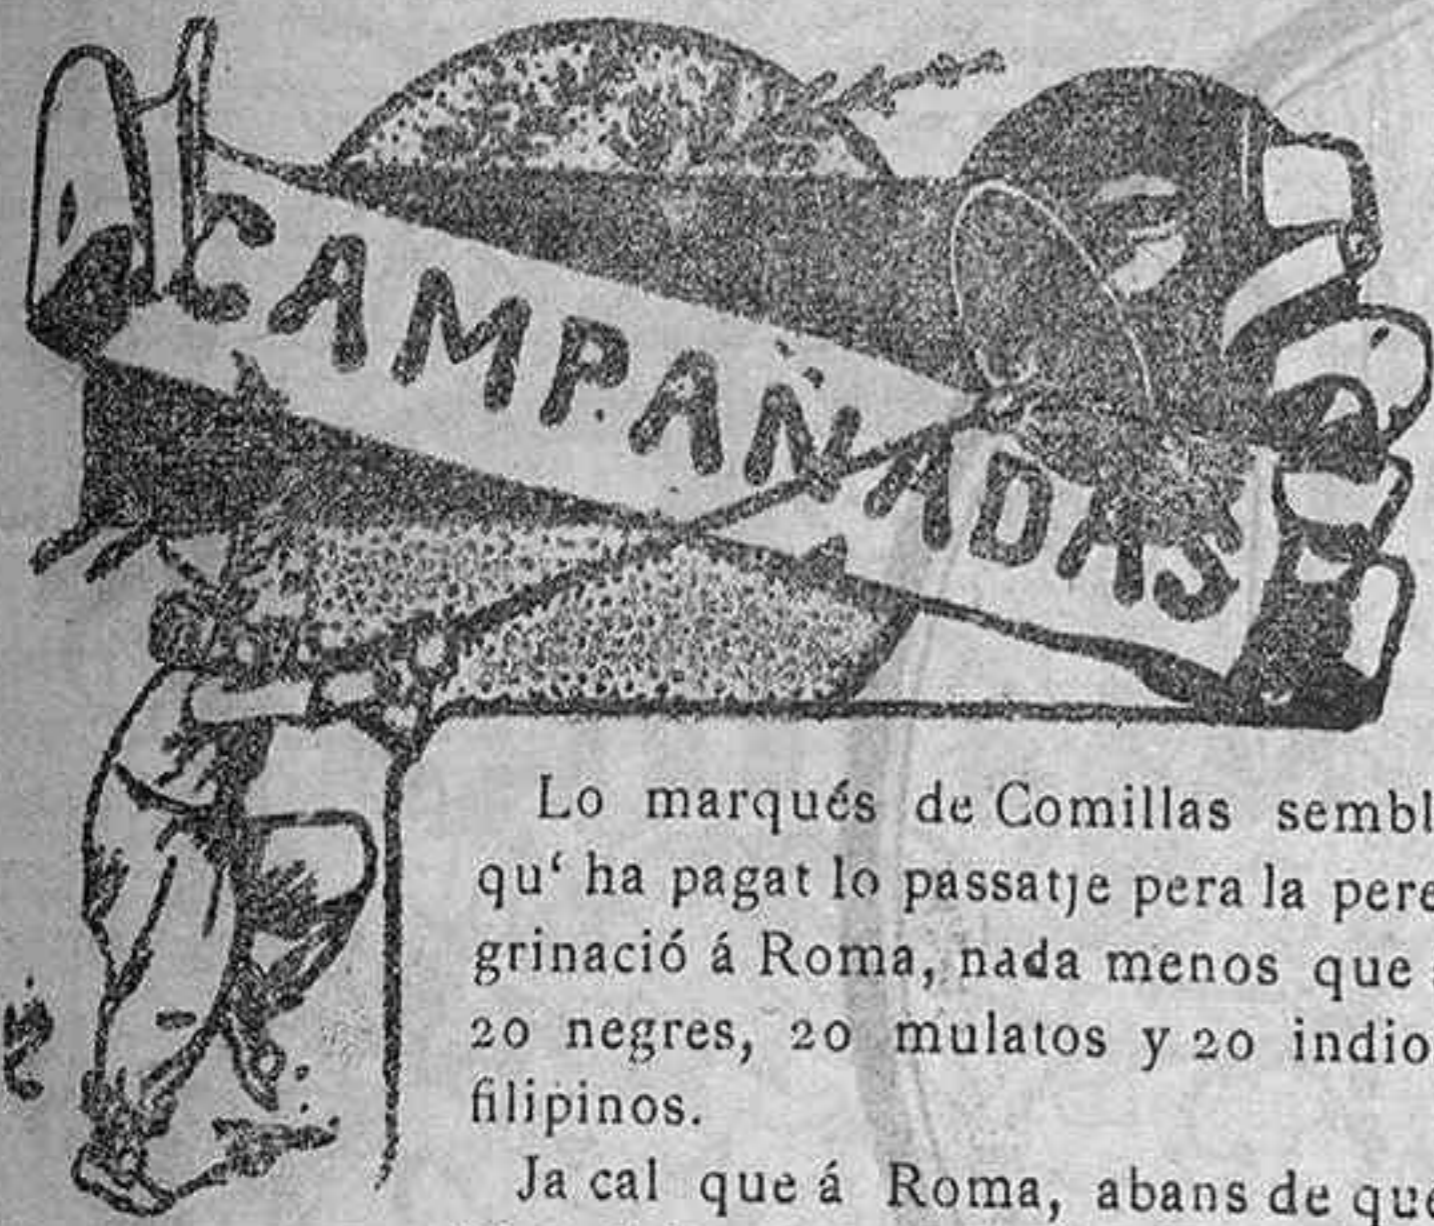 CAMPAÑADAS
Lo marqués de Comillas sembl
qu‘ ha pagat lo passatje pera la pere
grinació á Roma, nada menos que
20 negres, 20 mulatos y 20 indio
filipinos.
Ja cal que á Roma, abans de que